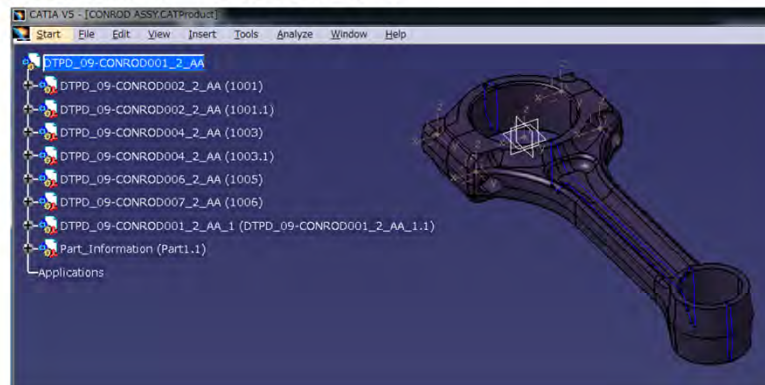 CATIA V5 - [CONROD ASSY.CATProduct]
Start File Edit View Insert Tools Analyze Window Help
DTPD_09-CONROD001_2_AA
DTPD_09-CONROD002_2_AA (1001)
DTPD_09-CONROD002_2_AA (1001.1)
DTPD_09-CONROD004_2_AA (1003)
DTPD_09-CONROD004_2_AA (1003.1)
DTPD_09-CONROD006_2_AA (1005)
DTPD_09-CONROD007_2_AA (1006)
DTPD_09-CONROD001_2_AA_1 (DTPD_09-CONROD001_2_AA_1.1)
Part_Information (Part1.1)
Applications